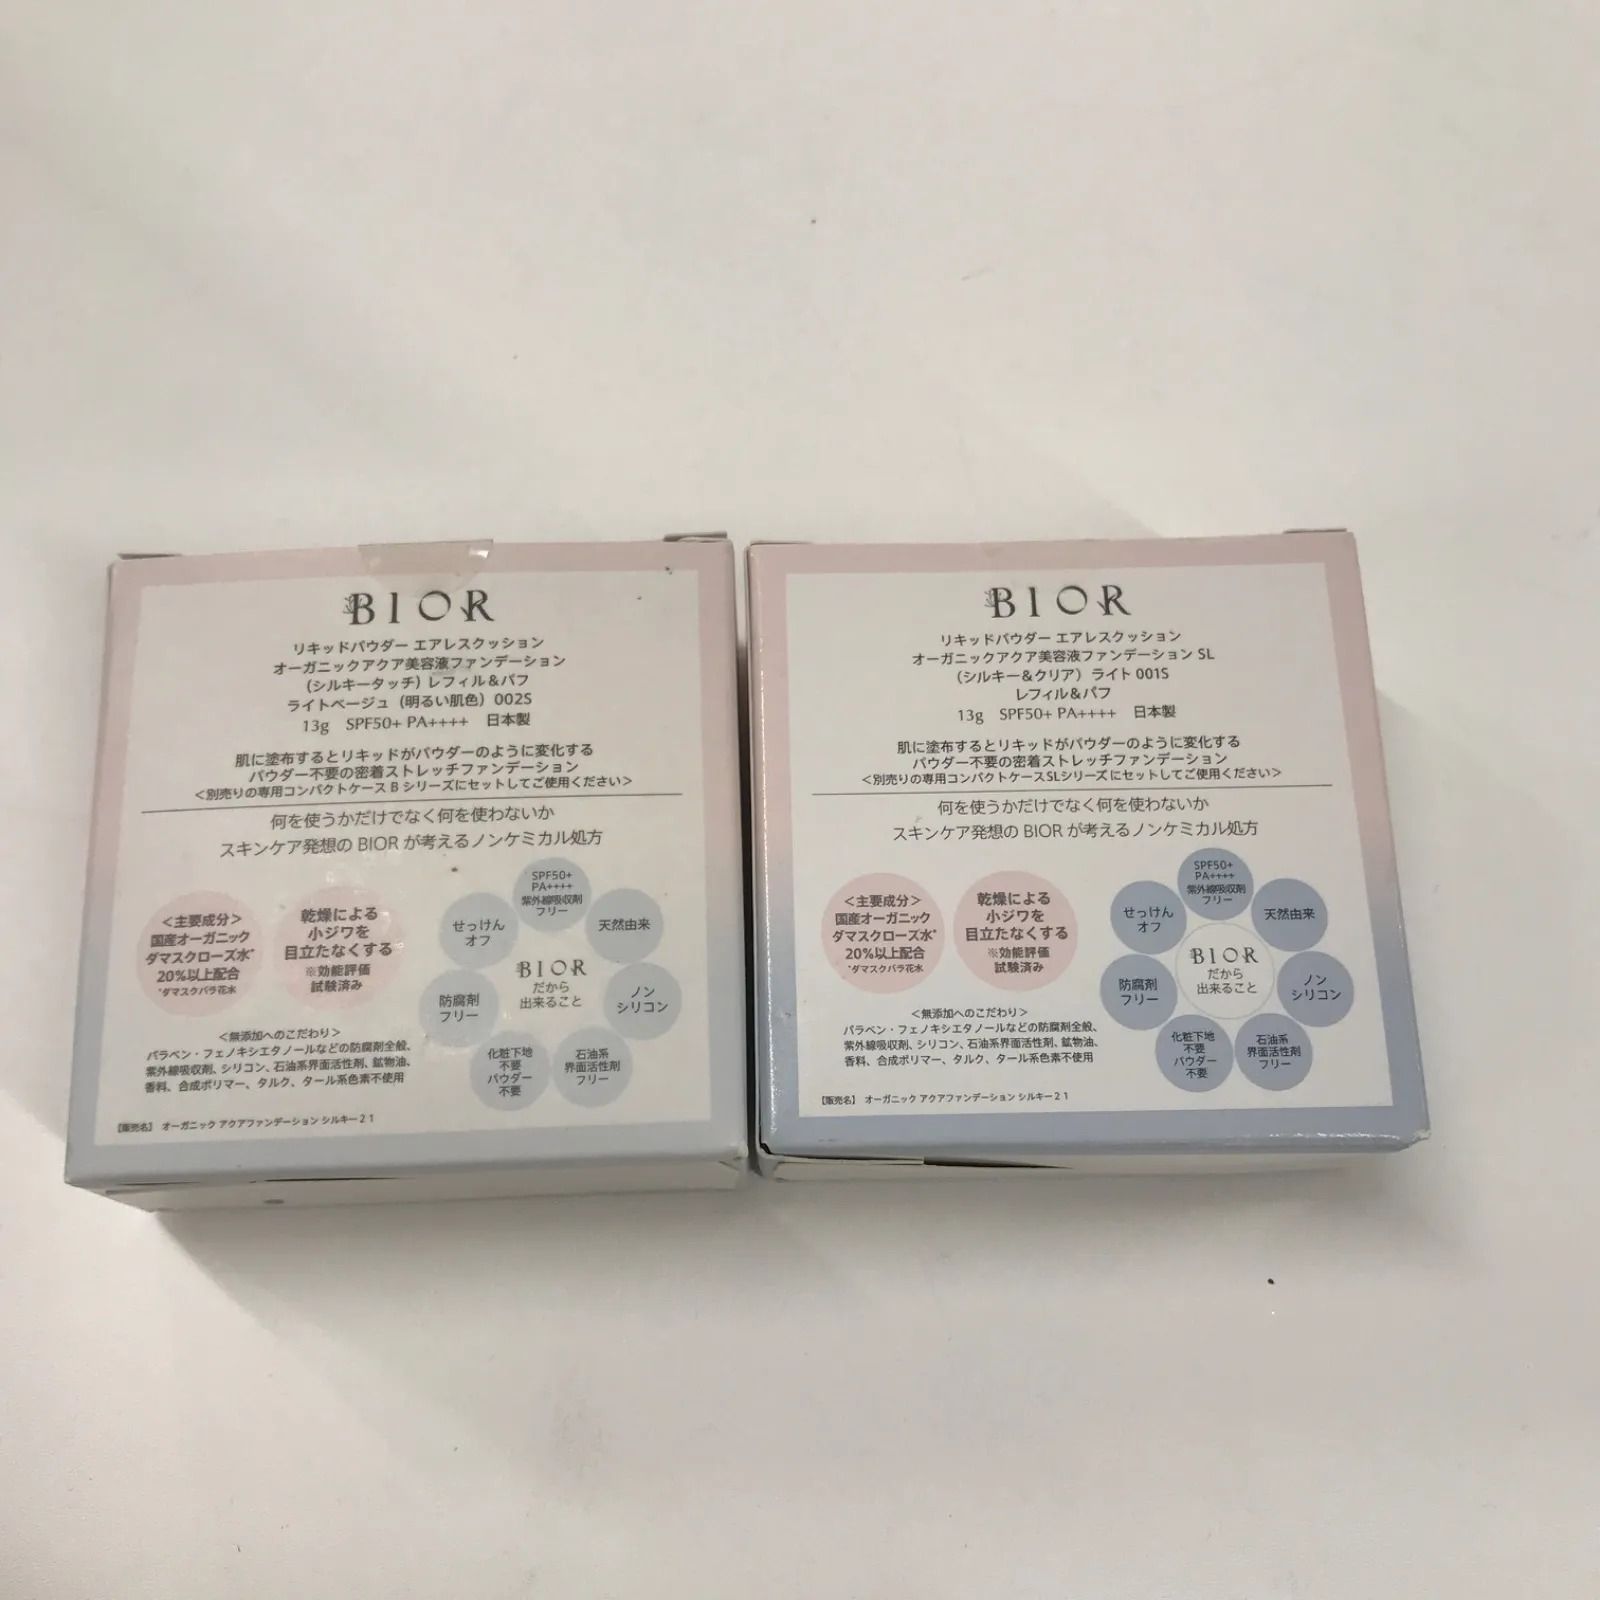 BIOR
リキッドパウダー エアレスクッション
オーガニックアクア美容液ファンデーション
（シルキータッチ）レフィル＆パフ
ライトベージュ（明るい肌色）002S
13g SPF50+ PA++++ 日本製
肌に塗布するとリキッドがパウダーのように変化する
パウダー不要の密着ストレッチファンデーション
＜別売りの専用コンパクトケース B シリーズにセットしてご使用ください＞
何を使うかだけでなく何を使わないか
スキンケア発想の BIOR が考えるノンケミカル処方
＜主要成分＞
国産オーガニック
ダマスクローズ水*
20%以上配合
*ダマスクバラ花水
乾燥による
小ジワを
目立たなくする
※効能評価
試験済み
SPF50+
PA++++
紫外線吸収剤
フリー
せっけん
オフ
天然由来
BIOR
だから
出来ること
防腐剤
フリー
ノン
シリコン
化粧下地
不要
パウダー
不要
石油系
界面活性剤
フリー
＜無添加へのこだわり＞
パラベン・フェノキシエタノールなどの防腐剤全般、
紫外線吸収剤、シリコン、石油系界面活性剤、鉱物油、
香料、合成ポリマー、タルク、タール系色素不使用
【販売名】 オーガニック アクアファンデーション シルキー２１
BIOR
リキッドパウダー エアレスクッション
オーガニックアクア美容液ファンデーション SL
（シルキー＆クリア）ライト 001S
レフィル＆パフ
13g SPF50+ PA++++ 日本製
肌に塗布するとリキッドがパウダーのように変化する
パウダー不要の密着ストレッチファンデーション
＜別売りの専用コンパクトケースSLシリーズにセットしてご使用ください＞
何を使うかだけでなく何を使わないか
スキンケア発想の BIOR が考えるノンケミカル処方
＜主要成分＞
国産オーガニック
ダマスクローズ水*
20%以上配合
*ダマスクバラ花水
乾燥による
小ジワを
目立たなくする
※効能評価
試験済み
SPF50+
PA++++
紫外線吸収剤
フリー
せっけん
オフ
天然由来
BIOR
だから
出来ること
防腐剤
フリー
ノン
シリコン
化粧下地
不要
パウダー
不要
石油系
界面活性剤
フリー
＜無添加へのこだわり＞
パラベン・フェノキシエタノールなどの防腐剤全般、
紫外線吸収剤、シリコン、石油系界面活性剤、鉱物油、
香料、合成ポリマー、タルク、タール系色素不使用
【販売名】 オーガニック アクアファンデーション シルキー２１